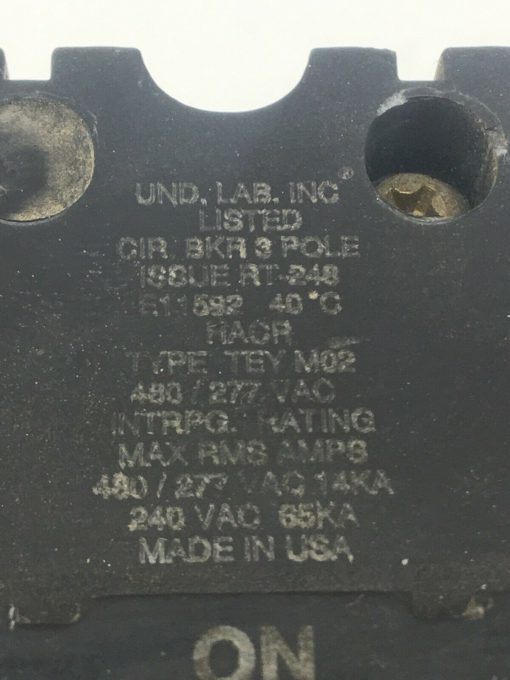 UND. LAB. INC®
LISTED
CIR. BKR 3 POLE
ISSUE RT-248
E11592 40 °C
HACR
TYPE TEY M02
480 / 277 VAC
INTRPG. RATING
MAX RMS AMPS
480 / 277 VAC 14KA
240 VAC 65KA
MADE IN USA
ON